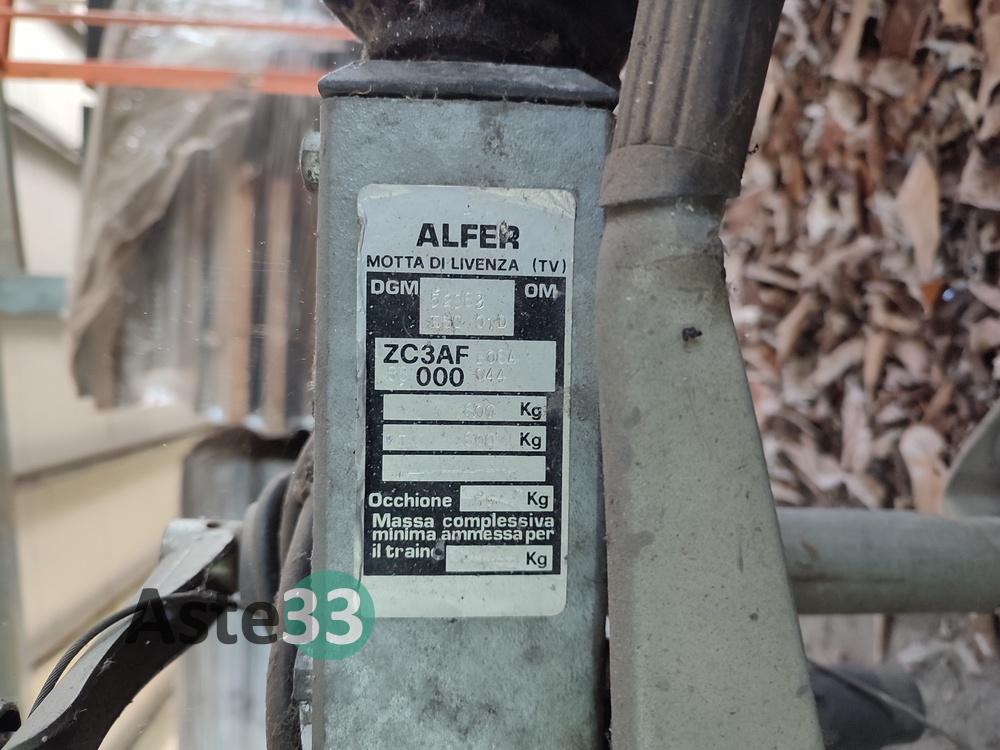 ALFER
MOTTA DI LIVENZA (TV)
DGM OM
ZC3AF
000
600 Kg
Kg
Occhione Kg
Massa complessiva
minima ammessa per
il traino Kg
Aste33